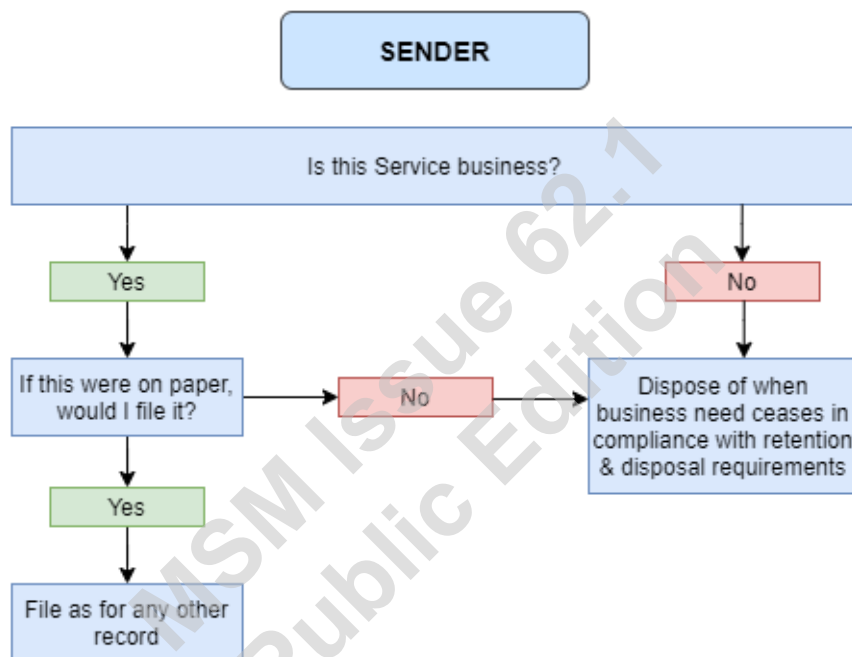 SENDER
Is this Service business?
Yes
No
If this were on paper,
would I file it?
No
Dispose of when
business need ceases in
compliance with retention
& disposal requirements
Yes
File as for any other
record
MSM Issue 62.1
Public Edition